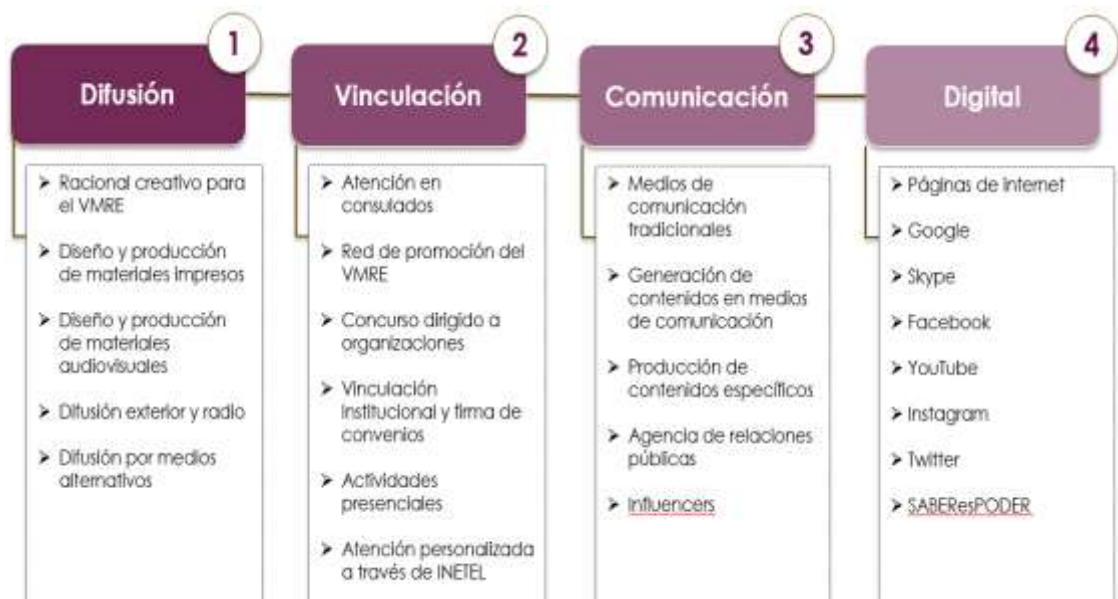 1
Difusión
Racional creativo para
el VMRE
Diseño y producción
de materiales impresos
Diseño y producción
de materiales
audiovisuales
Difusión exterior y radio
Difusión por medios
alternativos
2
Vinculación
Atención en
consulados
Red de promoción del
VMRE
Concurso dirigido a
organizaciones
Vinculación
institucional y firma de
convenios
Actividades
presenciales
Atención personalizada
a través de INETEL
3
Comunicación
Medios de
comunicación
tradicionales
Generación de
contenidos en medios
de comunicación
Producción de
contenidos específicos
Agencia de relaciones
públicas
Influencers
4
Digital
Páginas de internet
Google
Skype
Facebook
YouTube
Instagram
Twitter
SABEResPODER